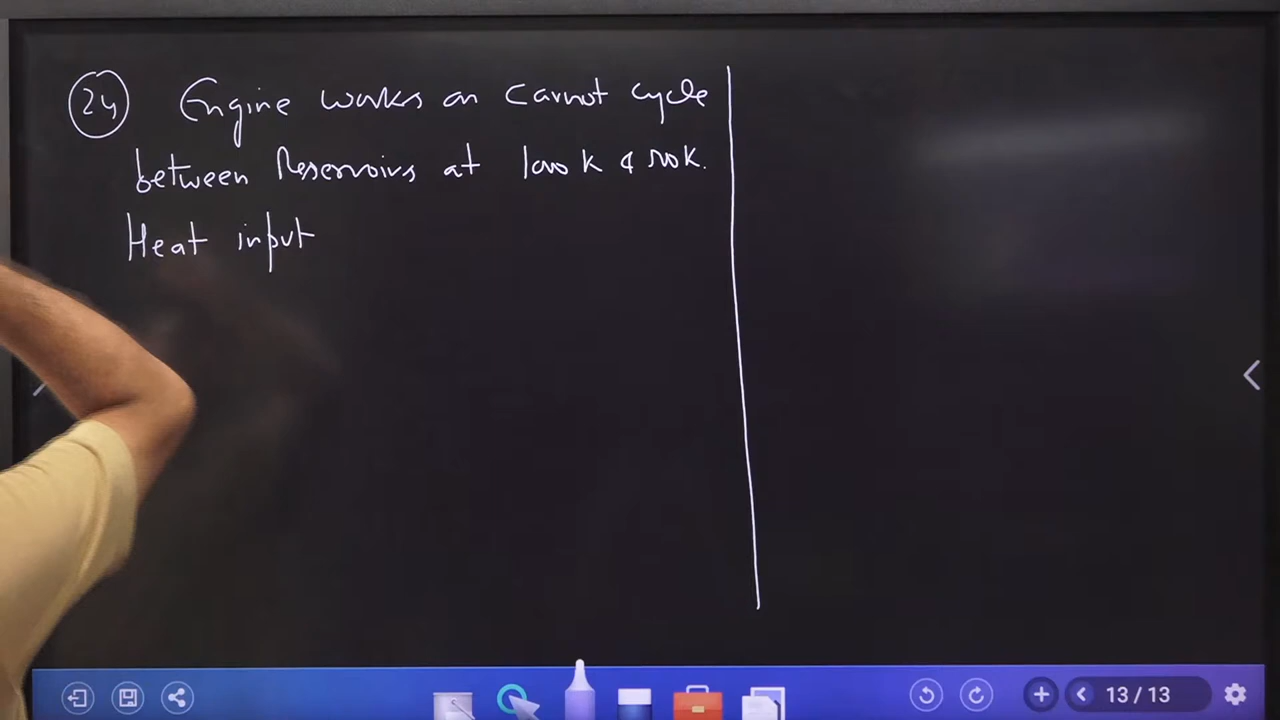 24 Engine works on Carnot cycle
between Reservoirs at 1000 K & 500 K.
Heat input
13 / 13